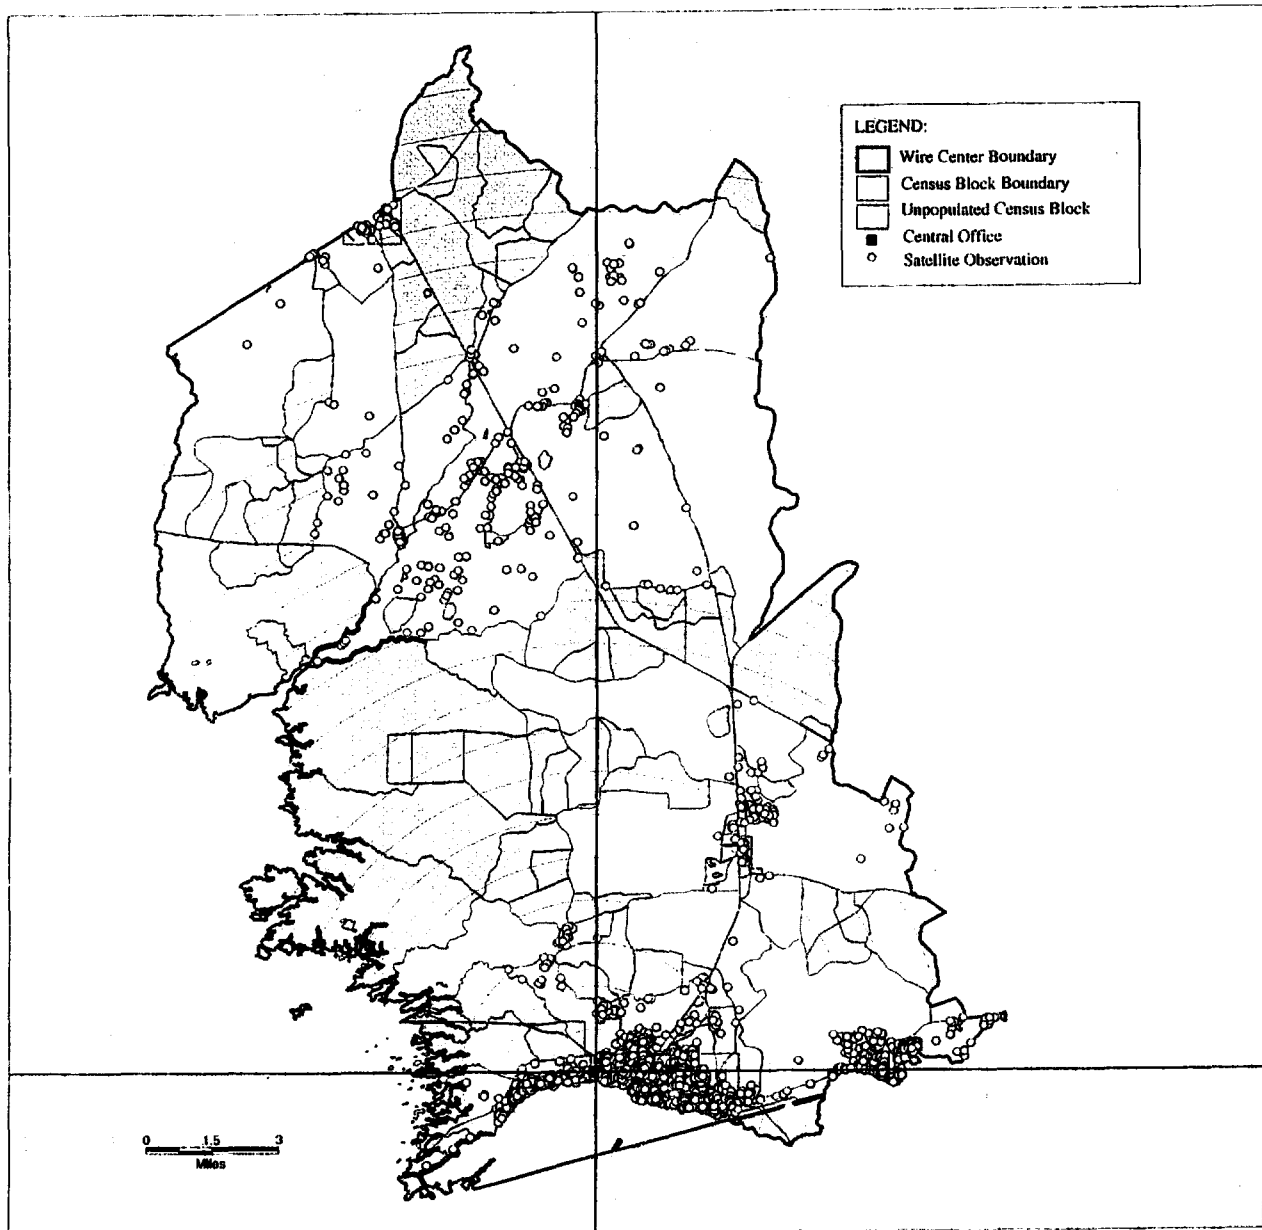 LEGEND:
Wire Center Boundary
Census Block Boundary
Unpopulated Census Block
Central Office
Satellite Observation
0 1.5 3
Miles